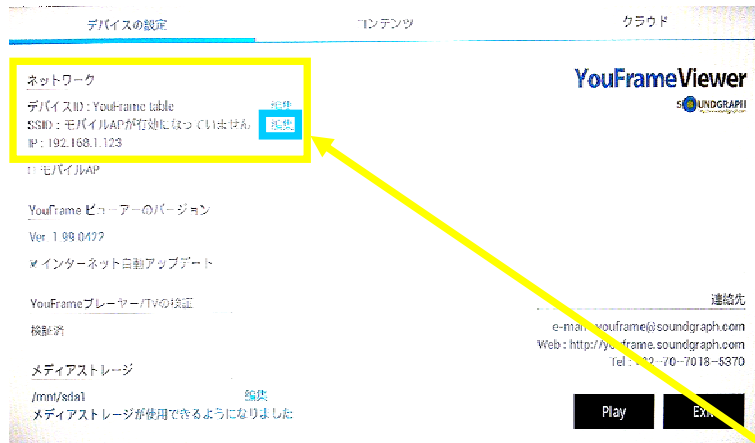 デバイスの設定
コンテンツ
クラウド
ネットワーク
デバイスID : YouFrame table
編集
SSID : モバイルAPが有効になっていません
編集
IP : 192.168.1.123
モバイルAP
YouFrame ビューアーのバージョン
Ver. 1.99.0422
インターネット自動アップデート
YouFrameプレーヤー/TVの検証
検証済
メディアストレージ
/mnt/sda1
編集
メディアストレージが使用できるようになりました
YouFrameViewer
SOUNDGRAPH
連絡先
youframe@soundgraph.com
Web : http://youframe.soundgraph.com
Tel : -70-7018-5370
Play